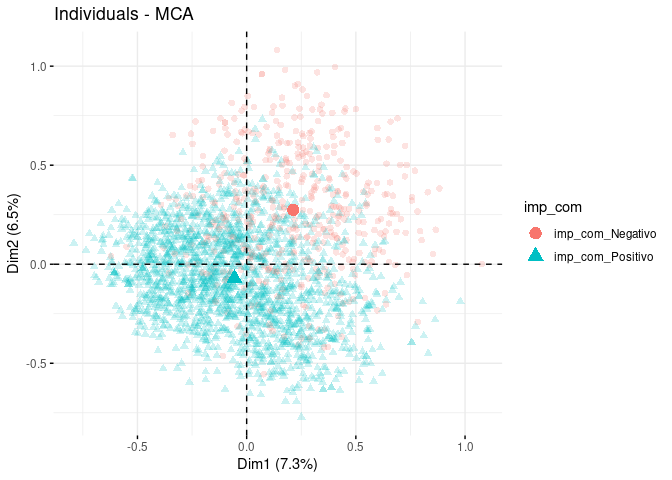 Individuals - MCA
1.0
0.5
0.0
-0.5
Dim2 (6.5%)
-0.5
0.0
0.5
1.0
Dim1 (7.3%)
imp_com
imp_com_Negativo
imp_com_Positivo